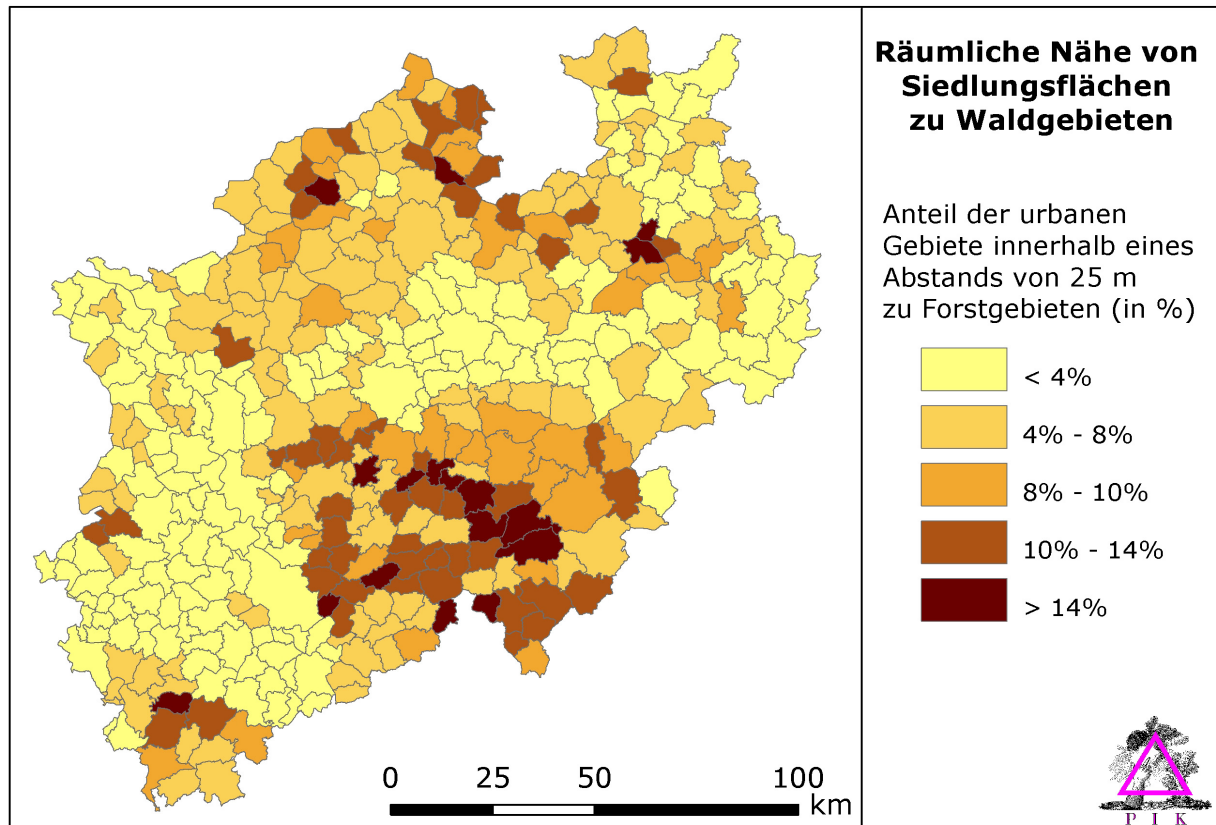 Räumliche Nähe von
Siedlungsflächen
zu Waldgebieten
Anteil der urbanen
Gebiete innerhalb eines
Abstands von 25 m
zu Forstgebieten (in %)
< 4%
4% - 8%
8% - 10%
10% - 14%
> 14%
0 25 50 100
km
P I K